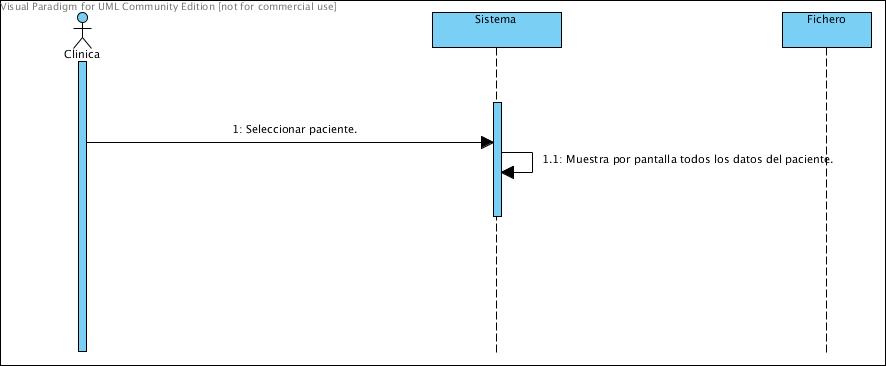 Visual Paradigm for UML Community Edition [not for commercial use]
Sistema
Fichero
Clinica
1: Seleccionar paciente.
1.1: Muestra por pantalla todos los datos del paciente.